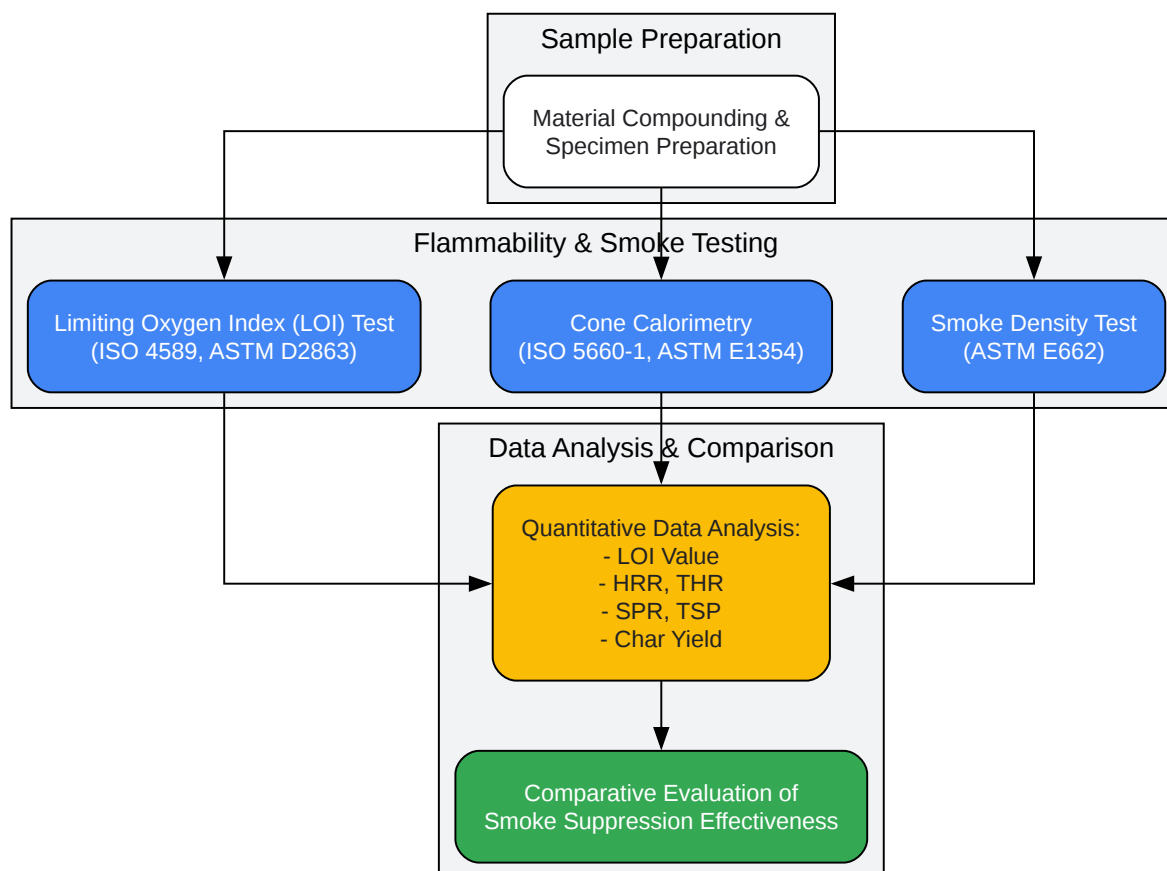 Sample Preparation
Material Compounding &
Specimen Preparation
Flammability & Smoke Testing
Limiting Oxygen Index (LOI) Test
(ISO 4589, ASTM D2863)
Cone Calorimetry
(ISO 5660-1, ASTM E1354)
Smoke Density Test
(ASTM E662)
Data Analysis & Comparison
Quantitative Data Analysis:
- LOI Value
- HRR, THR
- SPR, TSP
- Char Yield
Comparative Evaluation of
Smoke Suppression Effectiveness